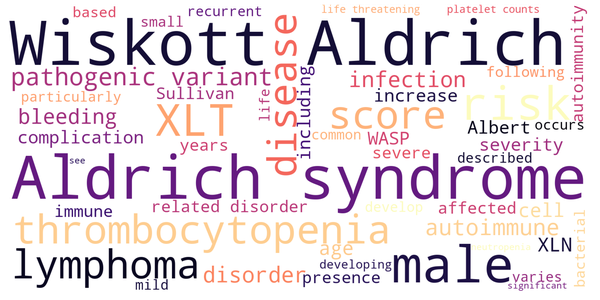 based
small
recurrent
life threatening
platelet counts
Wiskott Aldrich
disease
autoimmunity
pathogenic variant
infection
following
particularly
Sullivan
life
including
increase
risk
bleeding
XLT
score
Albert
occurs
complication
years
common
WASP
severity
severe
described
see
Aldrich syndrome
immune
related disorder
develop
affected
cell
bacterial
thrombocytopenia
age
autoimmune
neutropenia
XLN
lymphoma
disorder
developing
presence
male
varies
mild
significant